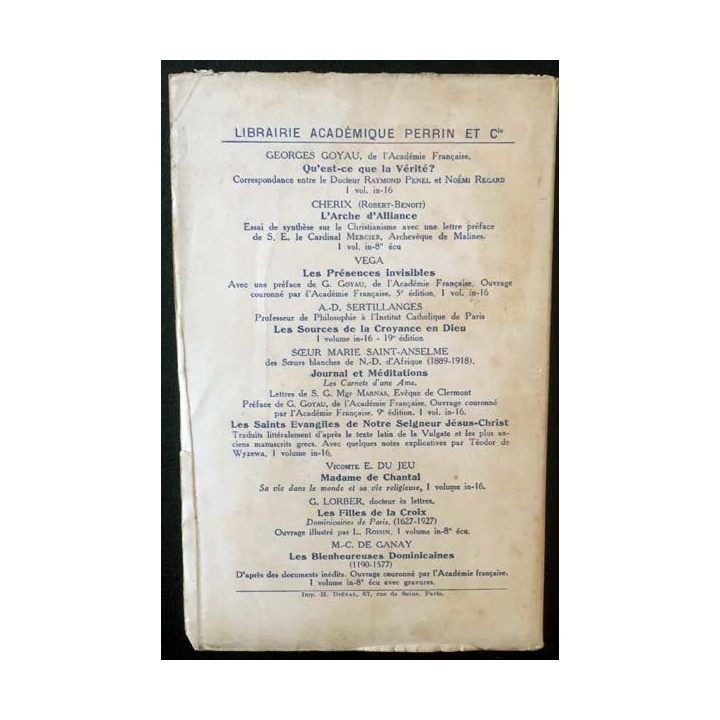 LIBRAIRIE ACADÉMIQUE PERRIN ET Cie
GEORGES GOYAU, de l'Académie Française.
Qu'est-ce que la Vérité?
Correspondance entre le Docteur RAYMOND PENEL et NOÉMI REGARD
1 vol. in-16
CHERIX (ROBERT-BENOIT)
L'Arche d'Alliance
Essai de synthèse sur le Christianisme avec une lettre préface
de S. E. le Cardinal MERCIER, Archevêque de Malines.
1 vol. in-8° écu
VEGA
Les Présences invisibles
Avec une préface de G. GOYAU, de l'Académie Française. Ouvrage
couronné par l'Académie Française. 5e édition. 1 vol. in-16
A.-D. SERTILLANGES
Professeur de Philosophie à l'Institut Catholique de Paris
Les Sources de la Croyance en Dieu
1 volume in-16 - 19e édition
SŒUR MARIE SAINT-ANSELME
des Sœurs blanches de N.-D. d'Afrique (1889-1918).
Journal et Méditations
Les Carnets d'une Ame.
Lettres de S. G. Mgr MARNAS, Evêque de Clermont
Préface de G. GOYAU, de l'Académie Française. Ouvrage couronné
par l'Académie Française. 9e édition. 1 vol. in-16.
Les Saints Evangiles de Notre Seigneur Jésus-Christ
Traduits littéralement d'après le texte latin de la Vulgate et les plus an-
ciens manuscrits grecs. Avec quelques notes explicatives par Téodor de
Wyzewa, 1 volume in-16.
VICOMTE E. DU JEU
Madame de Chantal
Sa vie dans le monde et sa vie religieuse, 1 volume in-16.
G. LORBER, docteur ès lettres.
Les Filles de la Croix
Dominicaines de Paris. (1627-1927)
Ouvrage illustré par L. ROISIN, 1 volume in-8° écu.
M.-C. DE GANAY
Les Bienheureuses Dominicaines
(1190-1577)
D'après des documents inédits. Ouvrage couronné par l'Académie française.
1 volume in-8° écu avec gravures.
Imp. H. DIÉVAL, 57, rue de Seine, Paris.